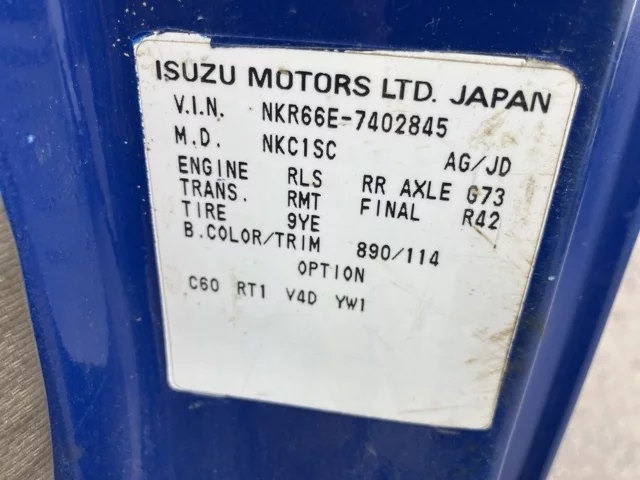 ISUZU MOTORS LTD. JAPAN
V.I.N. NKR66E-7402845
M.D. NKC1SC AG/JD
ENGINE RLS RR AXLE G73
TRANS. RMT FINAL R42
TIRE 9YE
B.COLOR/TRIM 890/114
OPTION
C60 RT1 V4D YW1